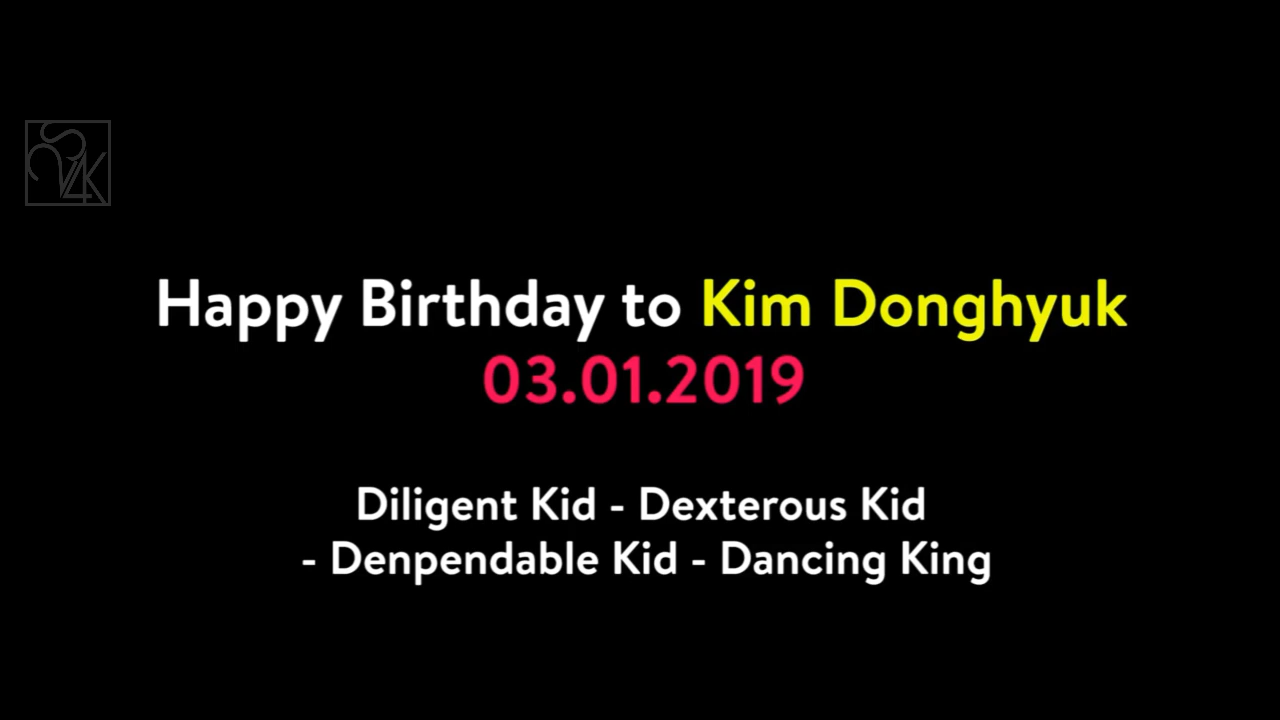 Happy Birthday to Kim Donghyuk
03.01.2019
Diligent Kid - Dexterous Kid
- Denpendable Kid - Dancing King